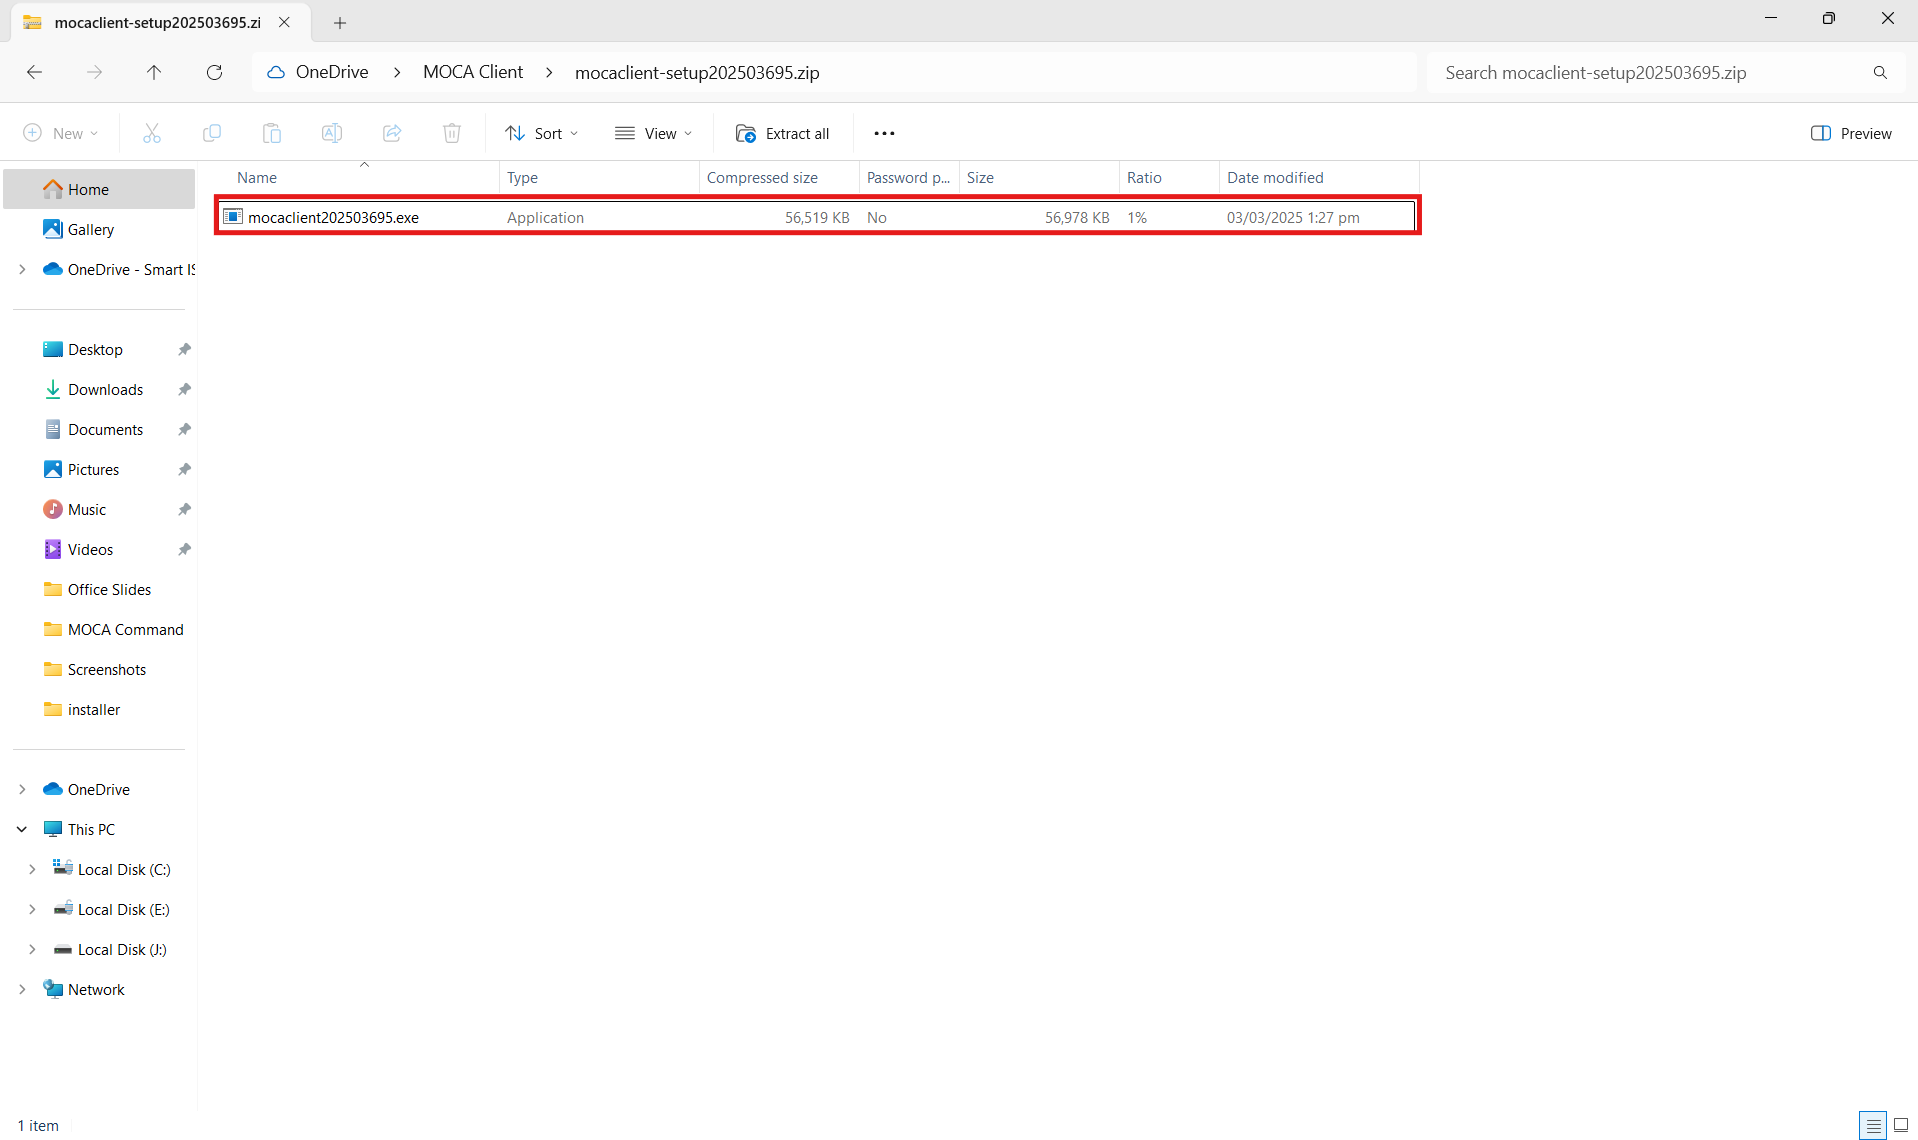 mocaclient-setup202503695.zi
OneDrive > MOCA Client > mocaclient-setup202503695.zip
Search mocaclient-setup202503695.zip
New Sort View Extract all ••• Preview
Name Type Compressed size Password p... Size Ratio Date modified
mocaclient202503695.exe Application 56,519 KB No 56,978 KB 1% 03/03/2025 1:27 pm
Home
Gallery
OneDrive - Smart IS
Desktop
Downloads
Documents
Pictures
Music
Videos
Office Slides
MOCA Command
Screenshots
installer
OneDrive
This PC
Local Disk (C:)
Local Disk (E:)
Local Disk (J:)
Network
1 item